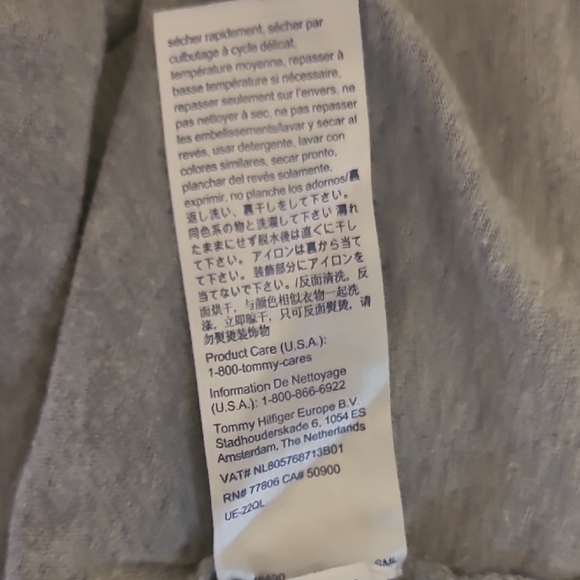 sécher rapidement, sécher par
culbutage à cycle délicat,
température moyenne, repasser à
basse température si nécessaire,
repasser seulement sur l'envers, ne
pas nettoyer à sec, ne pas repasser
les embellissements/lavar y secar al
revés, usar detergente, lavar con
colores similares, secar pronto,
planchar del revés solamente,
exprimir, no planche los adornos/裏
返し洗い、裏干しをして下さい。
同色系の物と洗濯して下さい 濡れ
たままにせず脱水後は直ぐに干し
て下さい。 アイロンは裏から当て
て下さい。 装飾部分にアイロンを
当てないで下さい。/反面清洗，反
面烘干，与颜色相似衣物一起洗
涤，立即晾干，只可反面熨烫，请
勿熨烫装饰物
Product Care (U.S.A.):
1-800-tommy-cares
Information De Nettoyage
(U.S.A.): 1-800-866-6922
Tommy Hilfiger Europe B.V.
Stadhouderskade 6, 1054 ES
Amsterdam, The Netherlands
VAT# NL805768713B01
RN# 77806 CA# 50900
UE-22QL